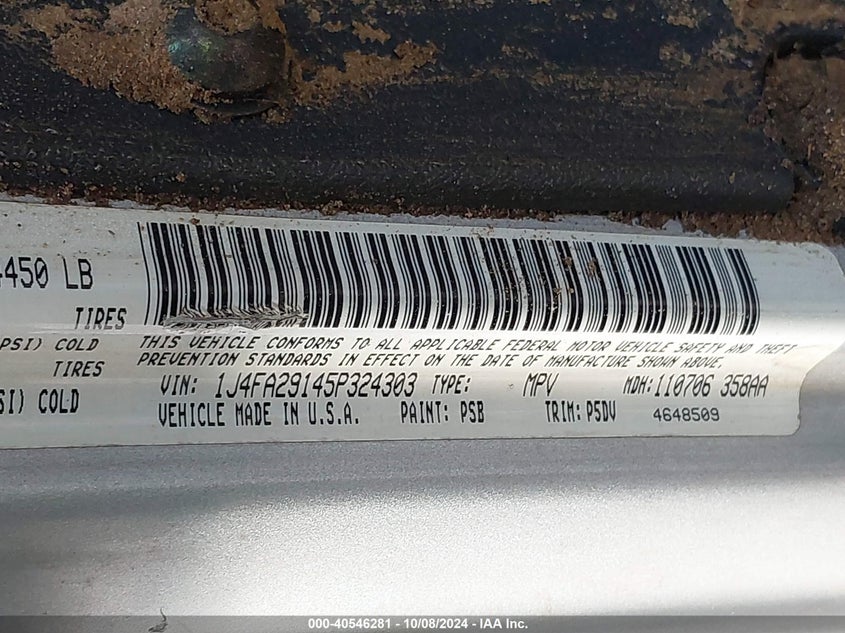 4450 LB
TIRES
PSI) COLD
TIRES
SI) COLD
THIS VEHICLE CONFORMS TO ALL APPLICABLE FEDERAL MOTOR VEHICLE SAFETY AND THEFT
PREVENTION STANDARDS IN EFFECT ON THE DATE OF MANUFACTURE SHOWN ABOVE.
VIN: 1J4FA29145P324303 TYPE: MPV MDH: 110706 358AA
VEHICLE MADE IN U.S.A. PAINT: PSB TRIM: P5DV 4648509
000-40546281 - 10/08/2024 - IAA Inc.